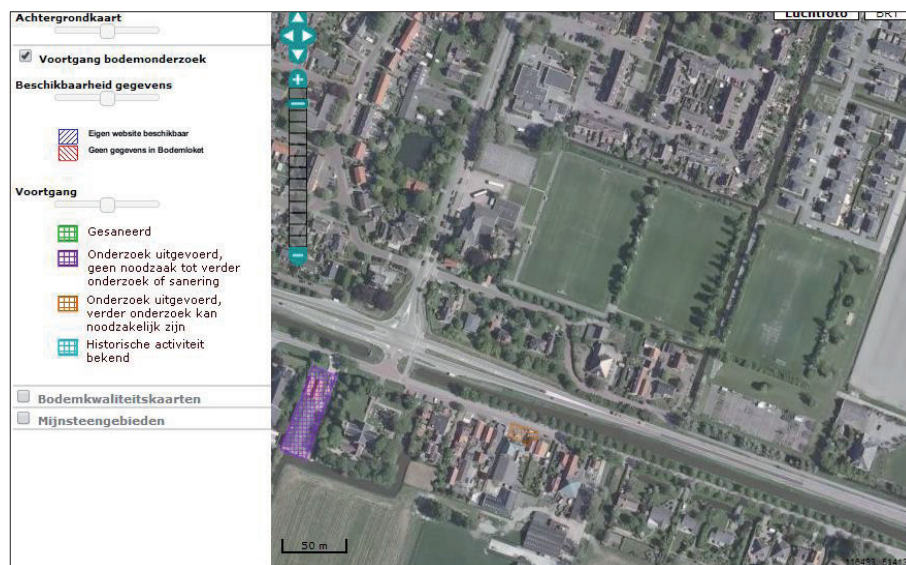 Achtergrondkaart
Luchtfoto BRT
Voortgang bodemonderzoek
Beschikbaarheid gegevens
Eigen website beschikbaar
Geen gegevens in Bodemloket
Voortgang
Gesaneerd
Onderzoek uitgevoerd,
geen noodzaak tot verder
onderzoek of sanering
Onderzoek uitgevoerd,
verder onderzoek kan
noodzakelijk zijn
Historische activiteit
bekend
Bodemkwaliteitskaarten
Mijnsteengebieden
50 m